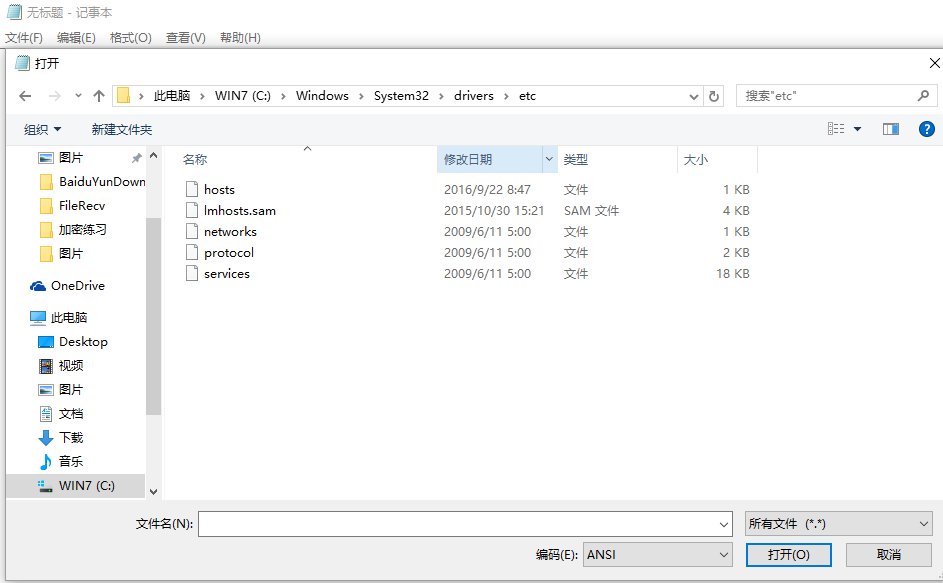 无标题 - 记事本
文件(F) 编辑(E) 格式(O) 查看(V) 帮助(H)
打开
此电脑 WIN7 (C:) Windows System32 drivers etc 搜索"etc"
组织 新建文件夹
图片
BaiduYunDown
FileRecv
加密练习
图片
OneDrive
此电脑
Desktop
视频
图片
文档
下载
音乐
WIN7 (C:)
名称 修改日期 类型 大小
hosts 2016/9/22 8:47 文件 1 KB
lmhosts.sam 2015/10/30 15:21 SAM 文件 4 KB
networks 2009/6/11 5:00 文件 1 KB
protocol 2009/6/11 5:00 文件 2 KB
services 2009/6/11 5:00 文件 18 KB
文件名(N): 所有文件 (*.*)
编码(E): ANSI 打开(O) 取消